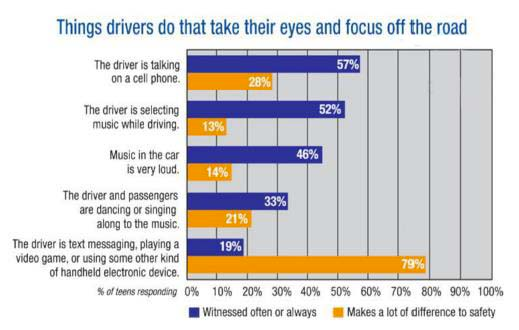 Things drivers do that take their eyes and focus off the road
The driver is talking
on a cell phone.
57%
28%
The driver is selecting
music while driving.
52%
13%
Music in the car
is very loud.
46%
14%
The driver and passengers
are dancing or singing
along to the music.
33%
21%
The driver is text messaging, playing a
video game, or using some other kind
of handheld electronic device.
19%
79%
% of teens responding
0% 10% 20% 30% 40% 50% 60% 70% 80% 90% 100%
Witnessed often or always
Makes a lot of difference to safety